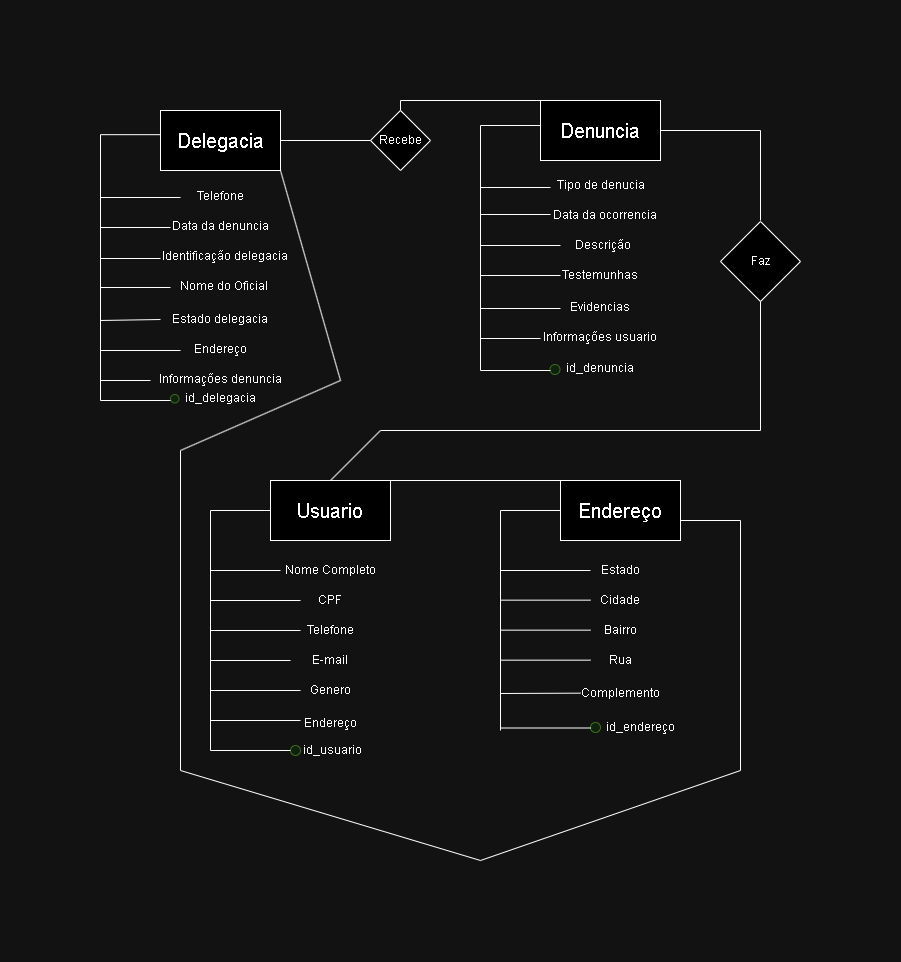 Delegacia
Recebe
Denuncia
Telefone
Data da denuncia
Identificação delegacia
Nome do Oficial
Estado delegacia
Endereço
Informações denuncia
id_delegacia
Tipo de denucia
Data da ocorrencia
Descrição
Testemunhas
Evidencias
Informações usuario
id_denuncia
Faz
Usuario
Endereço
Nome Completo
CPF
Telefone
E-mail
Genero
Endereço
id_usuario
Estado
Cidade
Bairro
Rua
Complemento
id_endereço